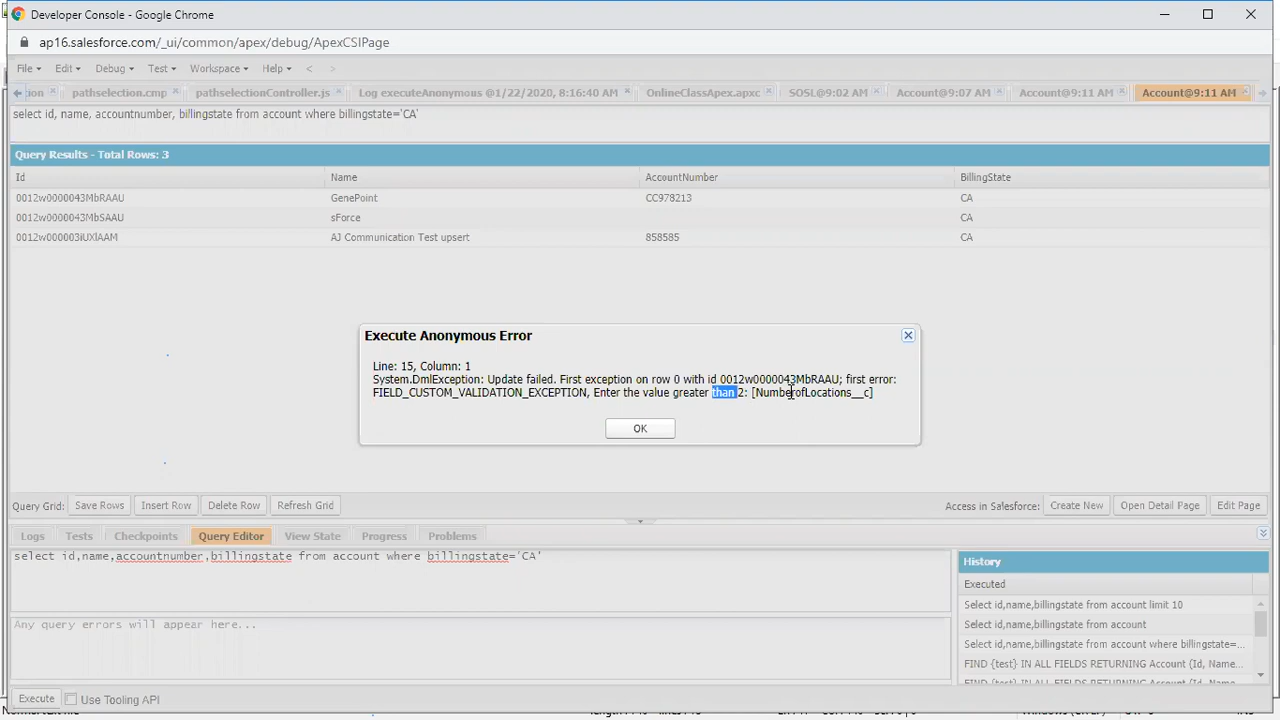 Developer Console - Google Chrome
ap16.salesforce.com/_ui/common/apex/debug/ApexCSIPage
File Edit Debug Test Workspace Help < >
ion pathselection.cmp pathselectionController.js Log executeAnonymous @1/22/2020, 8:16:40 AM OnlineClassApex.apxc SOSL@9:02 AM Account@9:07 AM Account@9:11 AM Account@9:11 AM
select id, name, accountnumber, billingstate from account where billingstate='CA'
Query Results - Total Rows: 3
Id Name AccountNumber BillingState
0012w0000043MbRAAU GenePoint CC978213 CA
0012w0000043MbSAAU sForce CA
0012w000003iUXlAAM AJ Communication Test upsert 858585 CA
Execute Anonymous Error
Line: 15, Column: 1
System.DmlException: Update failed. First exception on row 0 with id 0012w0000043MbRAAU; first error:
FIELD_CUSTOM_VALIDATION_EXCEPTION, Enter the value greater than 2: [NumberofLocations__c]
OK
Query Grid: Save Rows Insert Row Delete Row Refresh Grid Access in Salesforce: Create New Open Detail Page Edit Page
Logs Tests Checkpoints Query Editor View State Progress Problems
select id,name,accountnumber,billingstate from account where billingstate='CA'
Any query errors will appear here...
History
Executed
Select id,name,billingstate from account limit 10
Select id,name,billingstate from account
Select id,name,billingstate from account where billingstate=...
FIND {test} IN ALL FIELDS RETURNING Account (Id, Name...
FIND {test} IN ALL FIELDS RETURNING Account (Id, Name...
Execute Use Tooling API